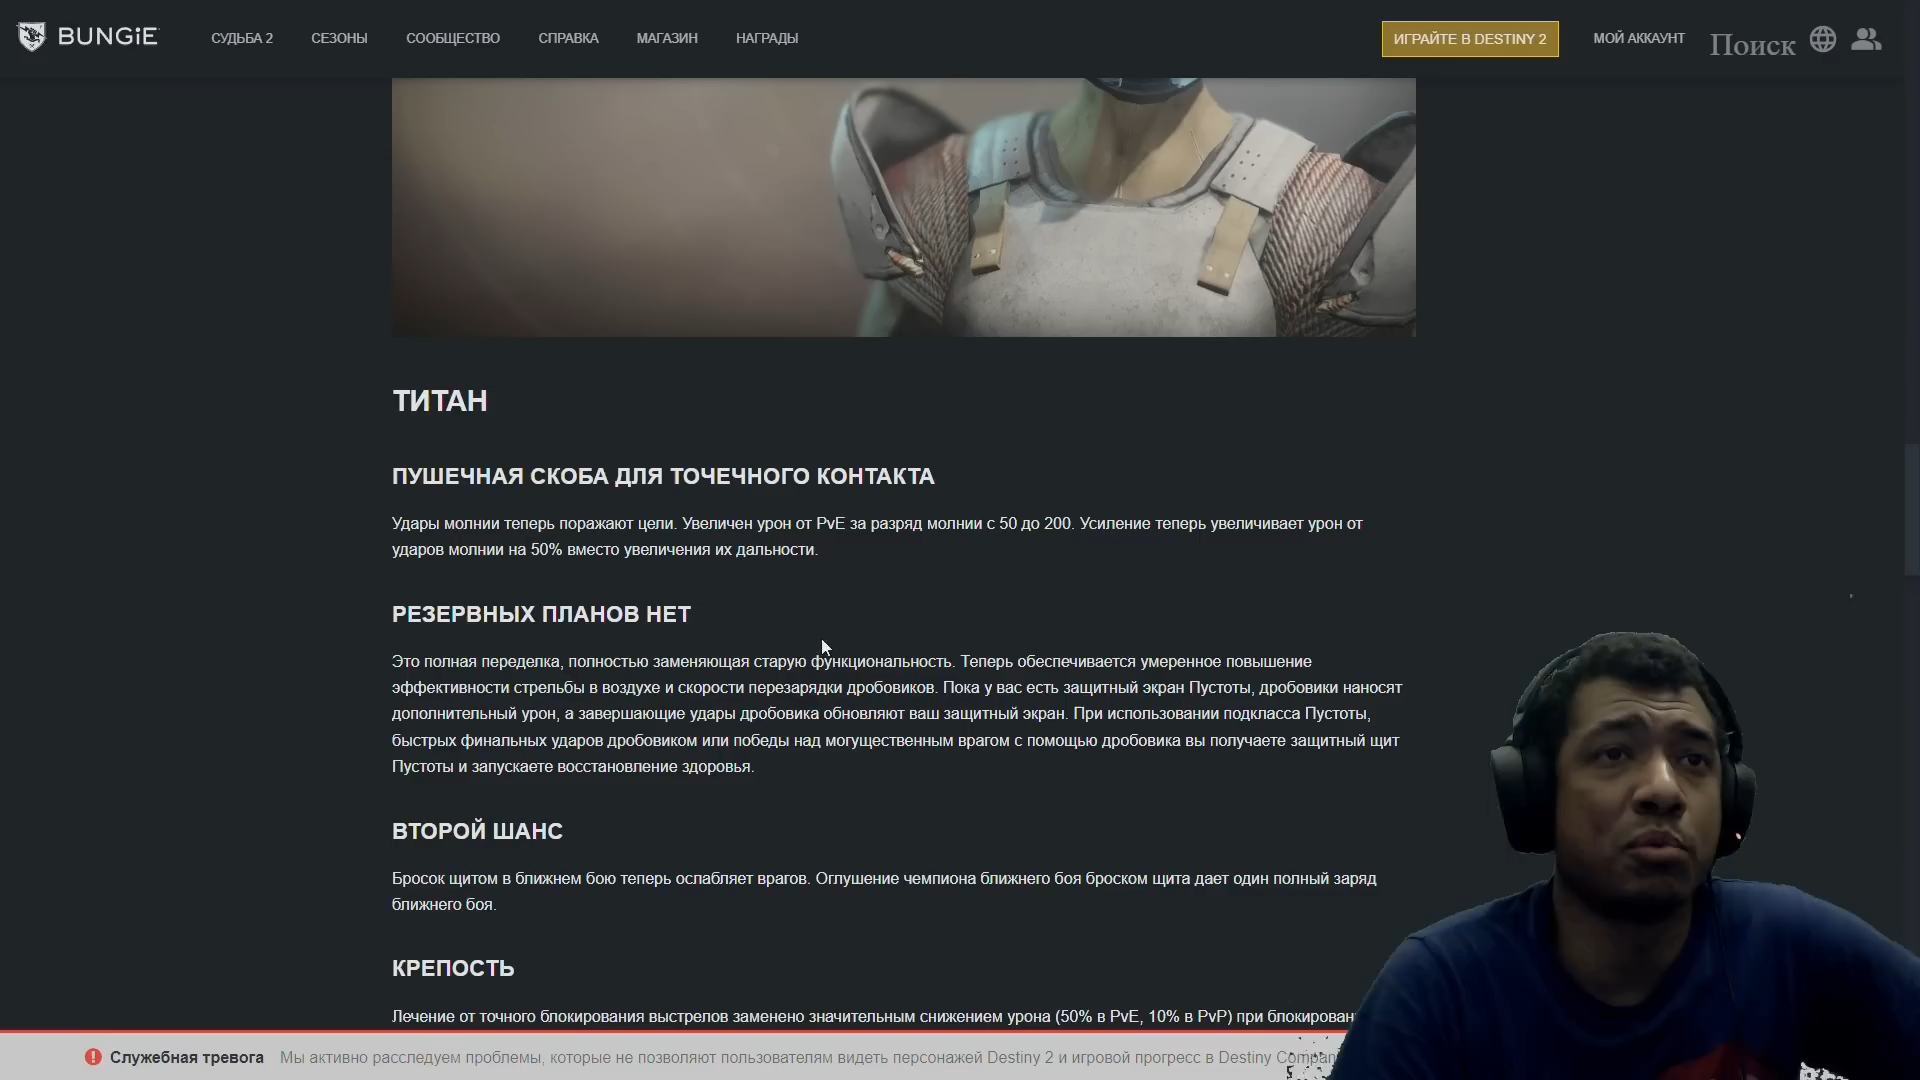 BUNGiE
СУДЬБА 2
СЕЗОНЫ
СООБЩЕСТВО
СПРАВКА
МАГАЗИН
НАГРАДЫ
ИГРАЙТЕ В DESTINY 2
МОЙ АККАУНТ
Поиск
ТИТАН
ПУШЕЧНАЯ СКОБА ДЛЯ ТОЧЕЧНОГО КОНТАКТА
Удары молнии теперь поражают цели. Увеличен урон от PvE за разряд молнии с 50 до 200. Усиление теперь увеличивает урон от
ударов молнии на 50% вместо увеличения их дальности.
РЕЗЕРВНЫХ ПЛАНОВ НЕТ
Это полная переделка, полностью заменяющая старую функциональность. Теперь обеспечивается умеренное повышение
эффективности стрельбы в воздухе и скорости перезарядки дробовиков. Пока у вас есть защитный экран Пустоты, дробовики наносят
дополнительный урон, а завершающие удары дробовика обновляют ваш защитный экран. При использовании подкласса Пустоты,
быстрых финальных ударов дробовиком или победы над могущественным врагом с помощью дробовика вы получаете защитный щит
Пустоты и запускаете восстановление здоровья.
ВТОРОЙ ШАНС
Бросок щитом в ближнем бою теперь ослабляет врагов. Оглушение чемпиона ближнего боя броском щита дает один полный заряд
ближнего боя.
КРЕПОСТЬ
Лечение от точного блокирования выстрелов заменено значительным снижением урона (50% в PvE, 10% в PvP) при блокирован
Служебная тревога
Мы активно расследуем проблемы, которые не позволяют пользователям видеть персонажей Destiny 2 и игровой прогресс в Destiny Compan